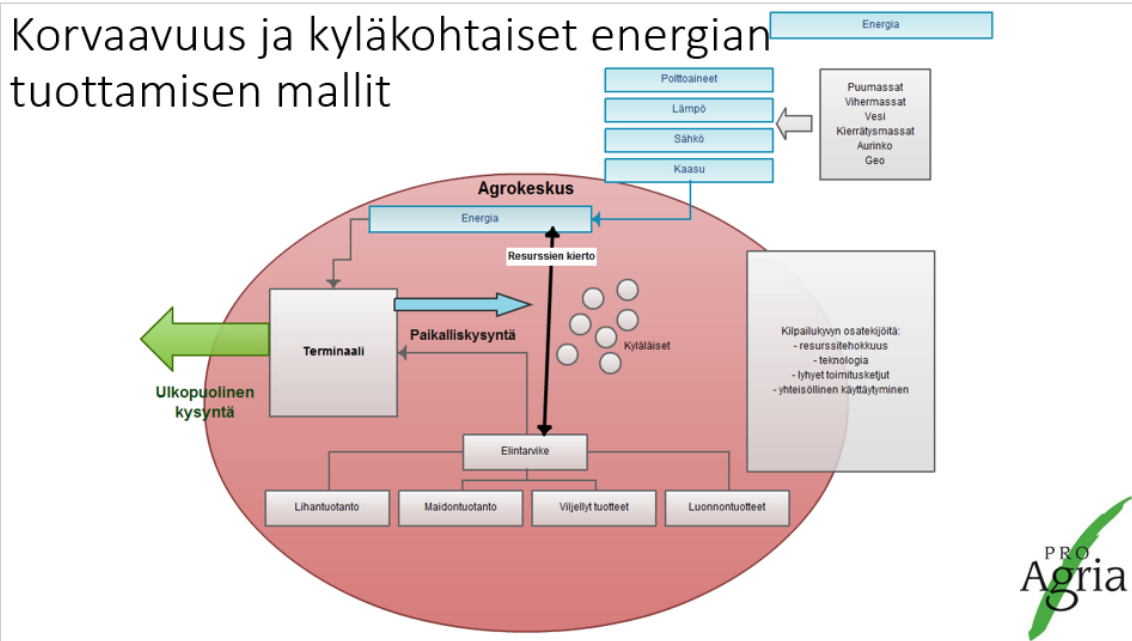 Korvaavuus ja kyläkohtaiset energian
tuottamisen mallit
Energia
Polttoaineet
Lämpö
Sähkö
Kaasu
Puumassat
Vihermassat
Vesi
Kierrätysmassat
Aurinko
Geo
Agrokeskus
Energia
Resurssien kierto
Terminaali
Paikalliskysyntä
Kyläläiset
Ulkopuolinen
kysyntä
Kilpailukyvyn osatekijöitä:
- resurssitehokkuus
- teknologia
- lyhyet toimitusketjut
- yhteisöllinen käyttäytyminen
Elintarvike
Lihantuotanto
Maidontuotanto
Viljellyt tuotteet
Luonnontuotteet
PRO
Agria